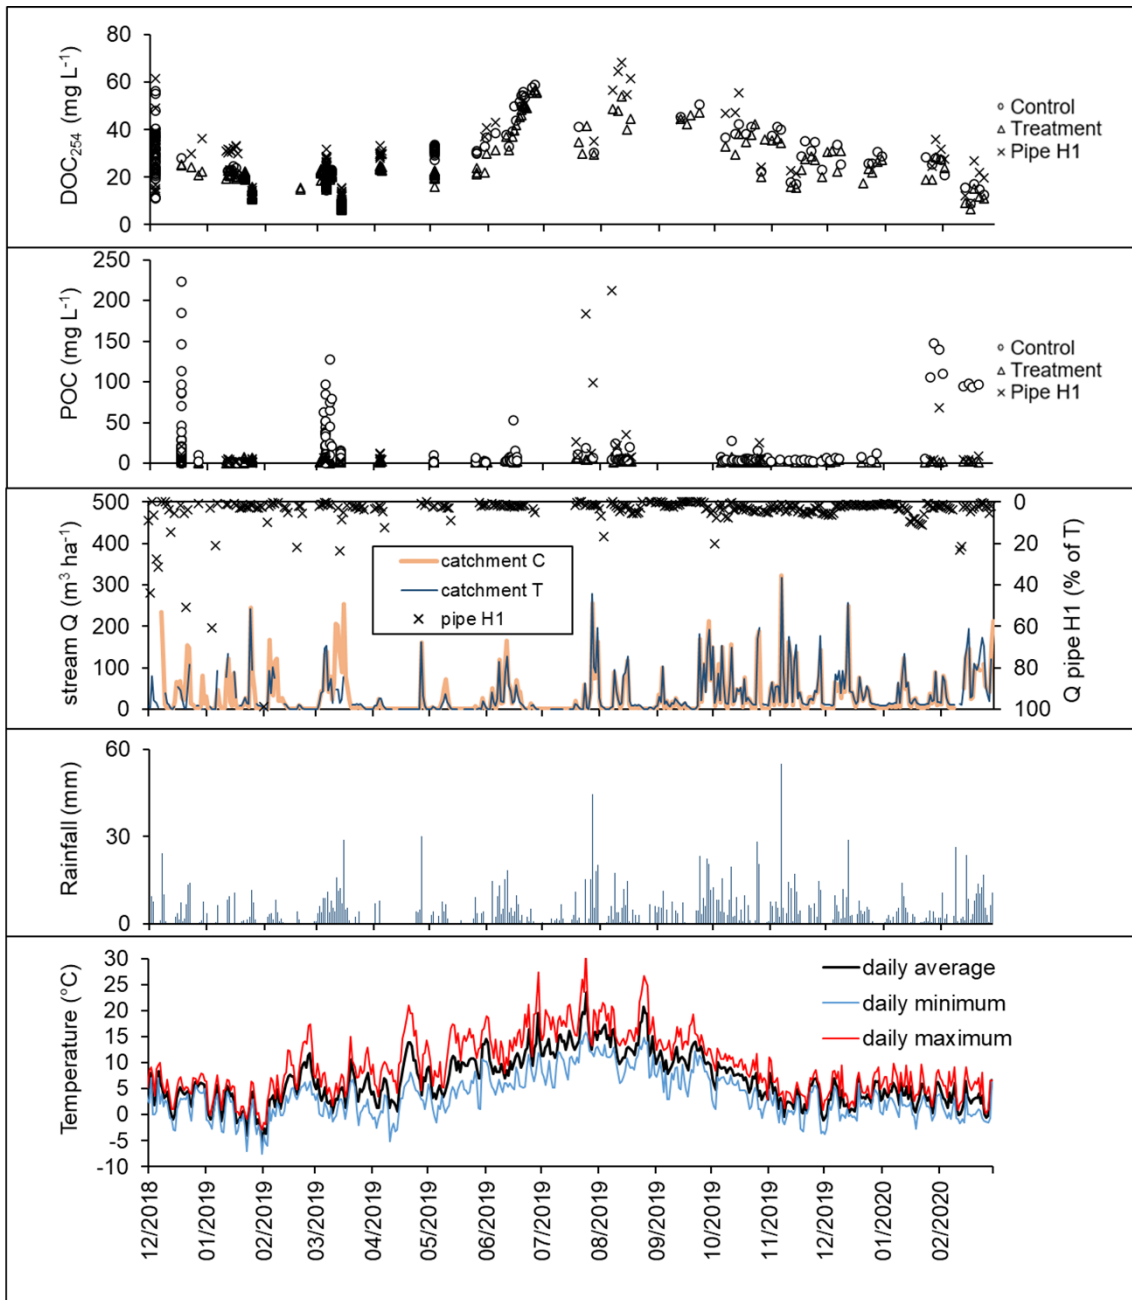 DOC254 (mg L-1)
80
60
40
20
0
Control
Treatment
Pipe H1
POC (mg L-1)
250
200
150
100
50
0
Control
Treatment
Pipe H1
stream Q (m3 ha-1)
500
400
300
200
100
0
catchment C
catchment T
pipe H1
0
20
40
60
80
100
Q pipe H1 (% of T)
Rainfall (mm)
60
30
0
Temperature (°C)
30
25
20
15
10
5
0
-5
-10
daily average
daily minimum
daily maximum
12/2018
01/2019
02/2019
03/2019
04/2019
05/2019
06/2019
07/2019
08/2019
09/2019
10/2019
11/2019
12/2019
01/2020
02/2020